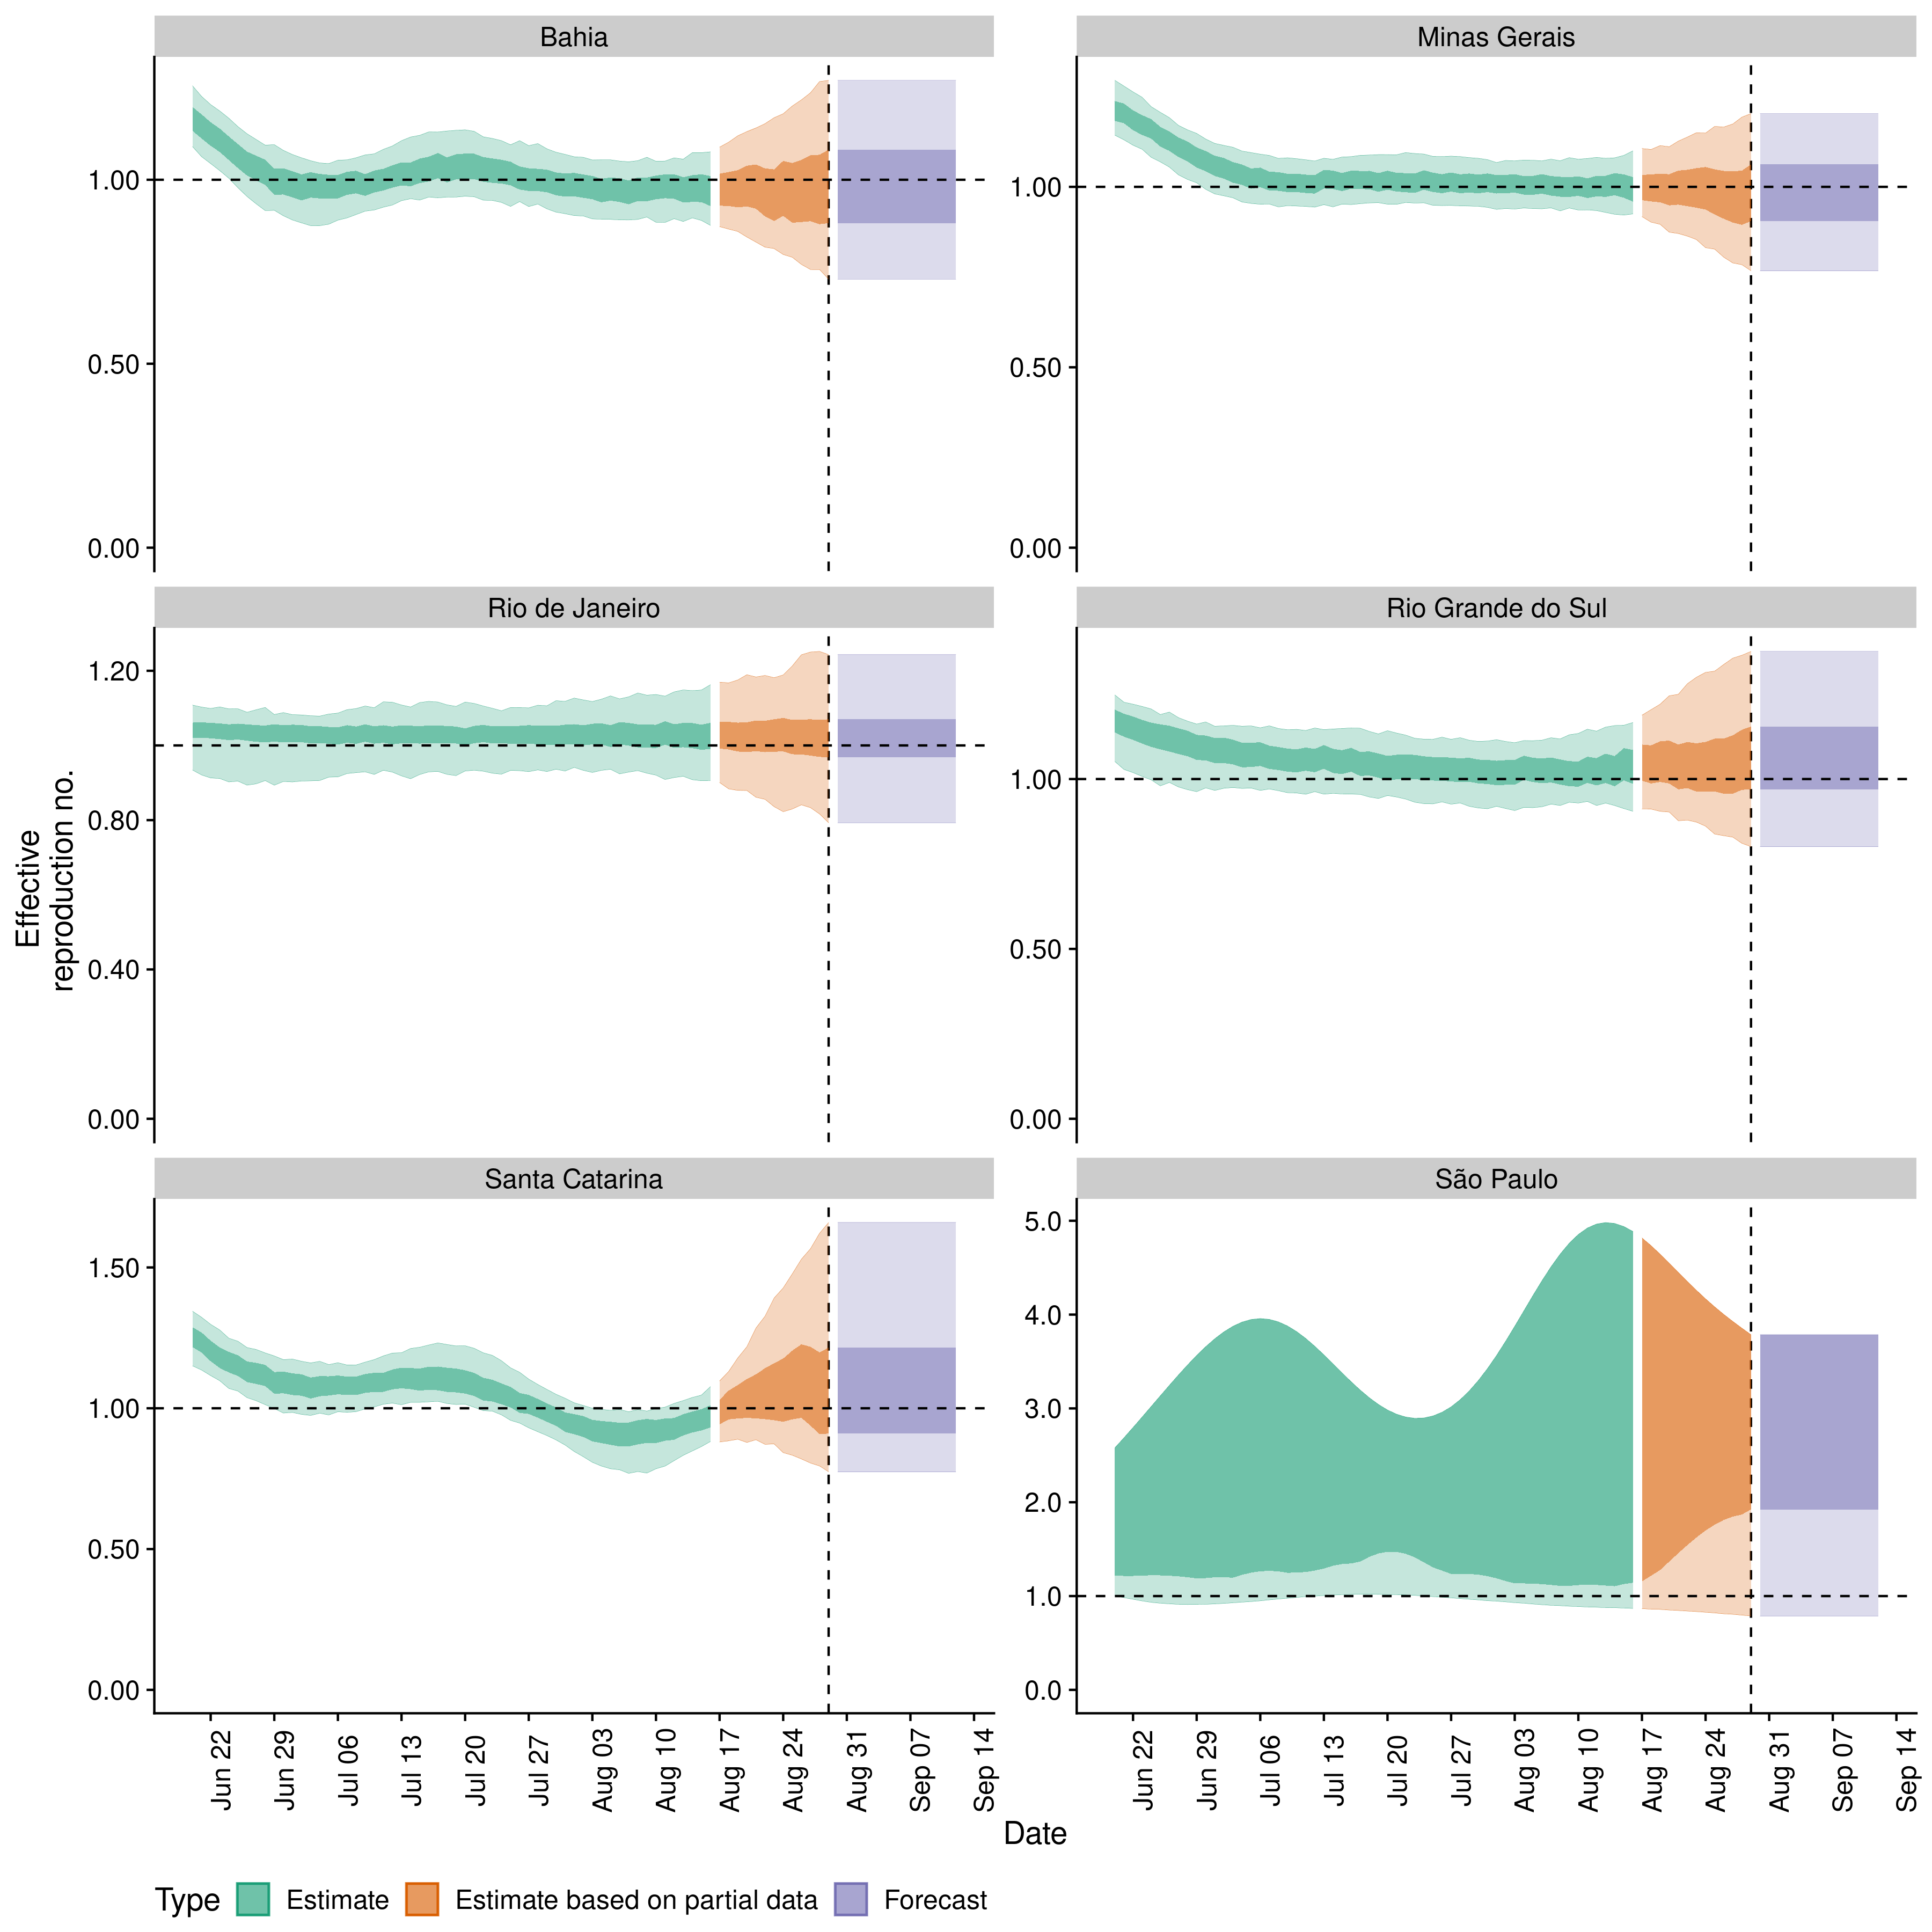 Bahia
Minas Gerais
1.00
0.50
0.00
1.00
0.50
0.00
Rio de Janeiro
Rio Grande do Sul
1.20
0.80
0.40
0.00
1.00
0.50
0.00
Effective
reproduction no.
Santa Catarina
São Paulo
1.50
1.00
0.50
0.00
5.0
4.0
3.0
2.0
1.0
0.0
Jun 22
Jun 29
Jul 06
Jul 13
Jul 20
Jul 27
Aug 03
Aug 10
Aug 17
Aug 24
Aug 31
Sep 07
Sep 14
Jun 22
Jun 29
Jul 06
Jul 13
Jul 20
Jul 27
Aug 03
Aug 10
Aug 17
Aug 24
Aug 31
Sep 07
Sep 14
Date
Type Estimate Estimate based on partial data Forecast